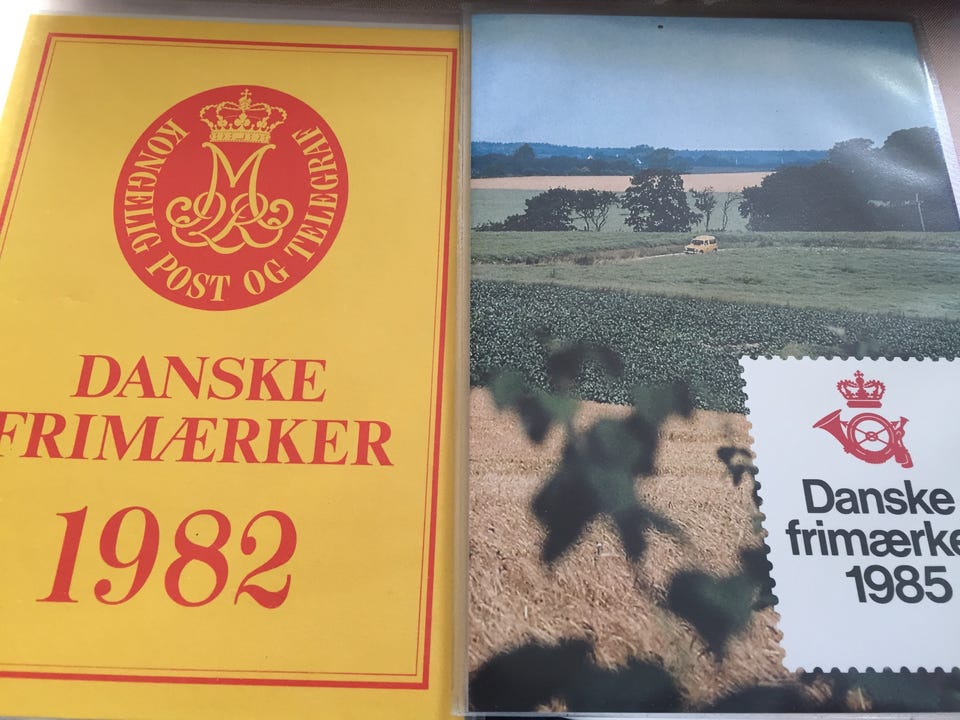 KONGELIG POST OG TELEGRAF
DANSKE
FRIMÆRKER
1982
Danske
frimærke
1985